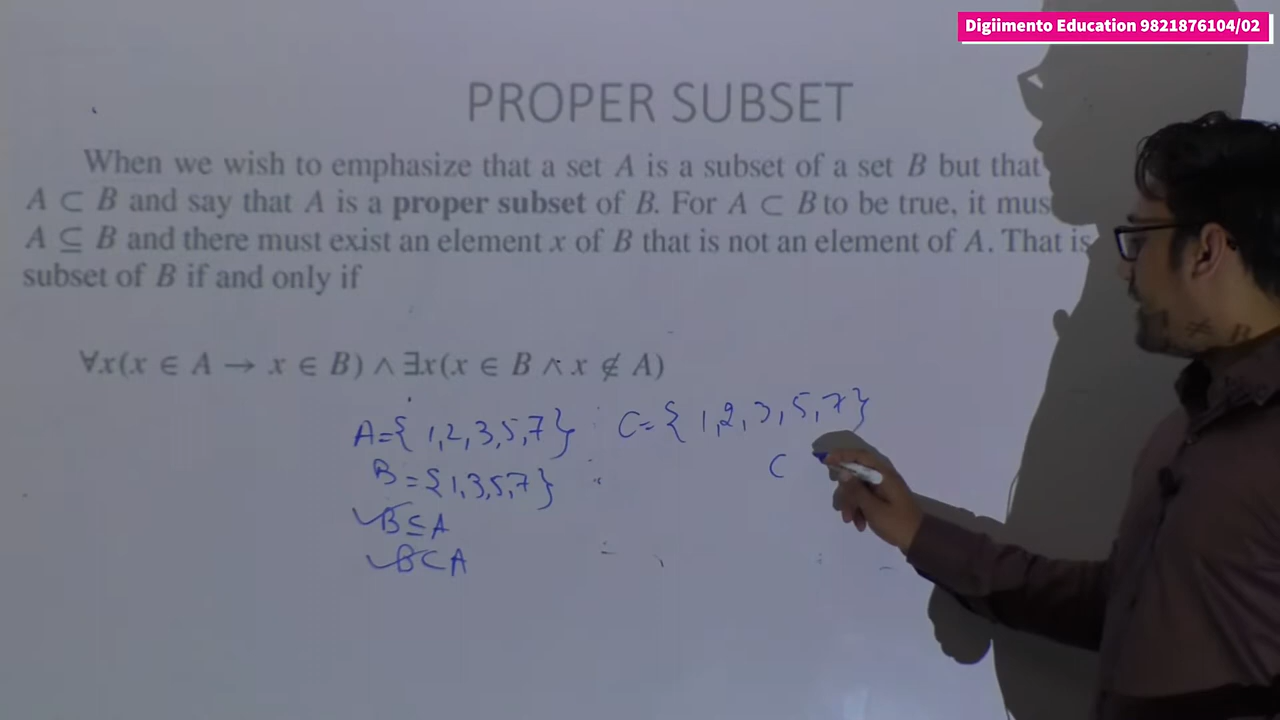 Digiimento Education 9821876104/02
PROPER SUBSET
When we wish to emphasize that a set A is a subset of a set B but that
A ⊂ B and say that A is a proper subset of B. For A ⊂ B to be true, it
A ⊆ B and there must exist an element x of B that is not an element of A. That is
subset of B if and only if
∀x(x ∈ A → x ∈ B) ∧ ∃x(x ∈ B ∧ x ∉ A)
A={ 1,2,3,5,7} C={ 1,2,3,5,7}
B={1,3,5,7} C
✓B⊆A
✓B⊂A